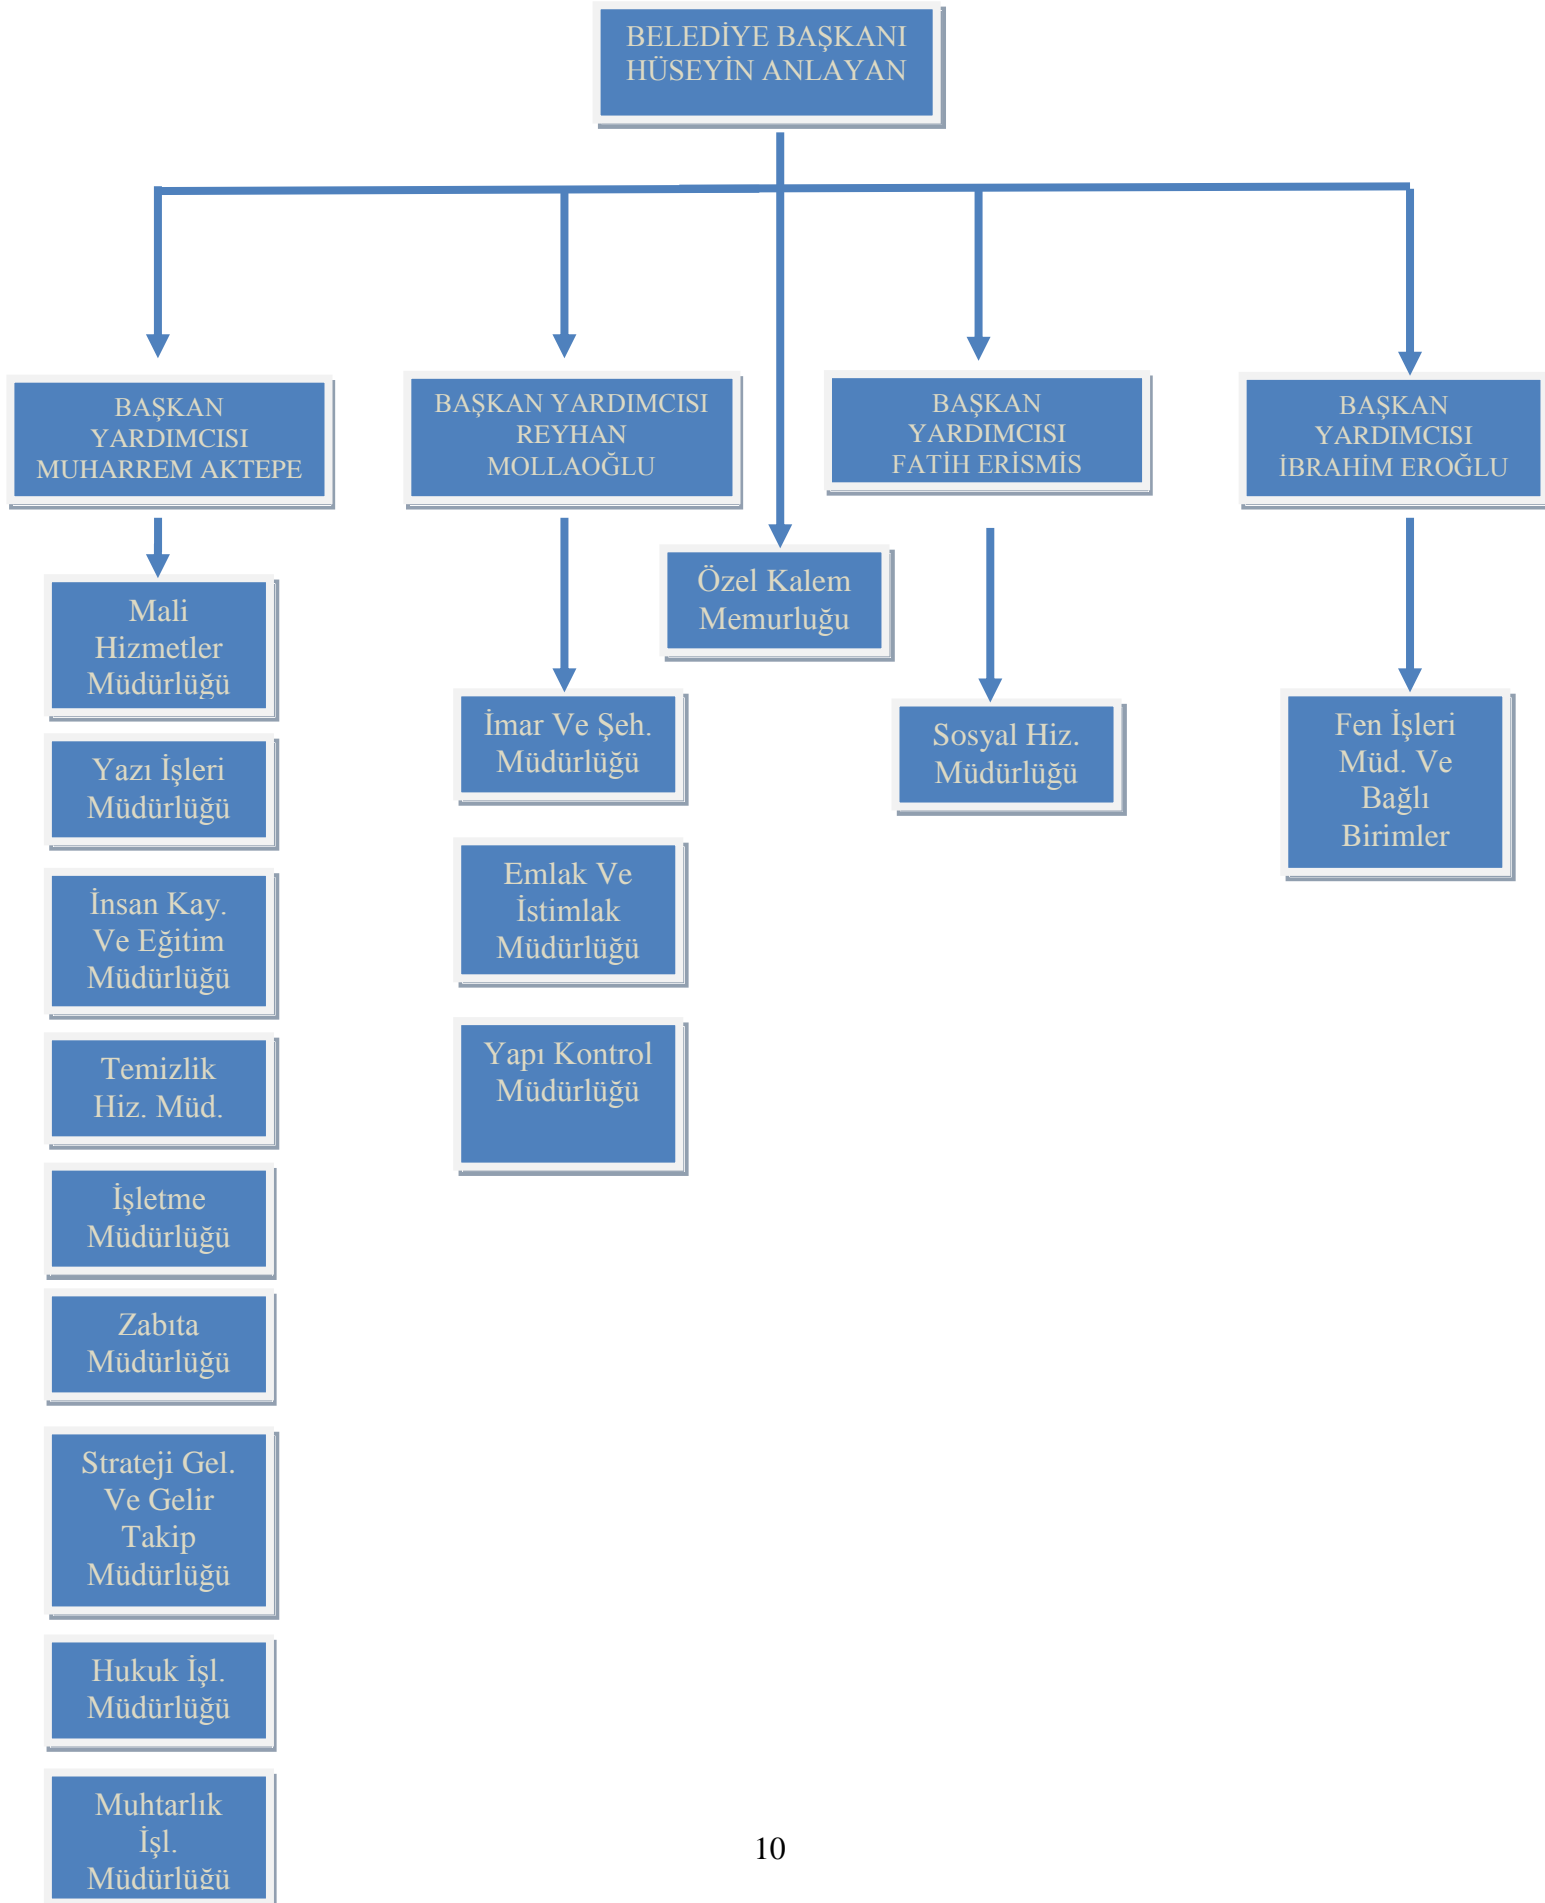 BELEDİYE BAŞKANI
HÜSEYİN ANLAYAN
BAŞKAN
YARDIMCISI
MUHARREM AKTEPE
BAŞKAN YARDIMCISI
REYHAN
MOLLAOĞLU
BAŞKAN
YARDIMCISI
FATİH ERİSMİS
BAŞKAN
YARDIMCISI
İBRAHİM EROĞLU
Özel Kalem
Memurluğu
Mali
Hizmetler
Müdürlüğü
Yazı İşleri
Müdürlüğü
İnsan Kay.
Ve Eğitim
Müdürlüğü
Temizlik
Hiz. Müd.
İşletme
Müdürlüğü
Zabıta
Müdürlüğü
Strateji Gel.
Ve Gelir
Takip
Müdürlüğü
Hukuk İşl.
Müdürlüğü
Muhtarlık
İşl.
Müdürlüğü
İmar Ve Şeh.
Müdürlüğü
Emlak Ve
İstimlak
Müdürlüğü
Yapı Kontrol
Müdürlüğü
Sosyal Hiz.
Müdürlüğü
Fen İşleri
Müd. Ve
Bağlı
Birimler
10